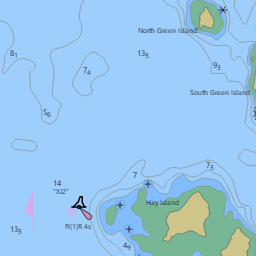 North Green Island
8₁
13₅
7₄
9₃
South Green Island
5₆
7₃
7
14
"XJ2"
Hay Island
Fl(1)R 4s
13₅
4₉